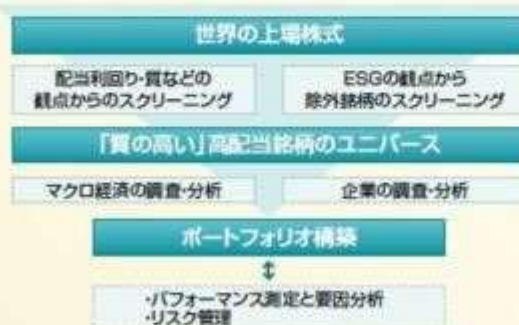 世界の上場株式
配当利回り・質などの
観点からのスクリーニング
ESGの観点から
除外銘柄のスクリーニング
「質の高い」高配当銘柄のユニバース
マクロ経済の調査・分析
企業の調査・分析
ポートフォリオ構築
↕
・パフォーマンス測定と要因分析
・リスク管理